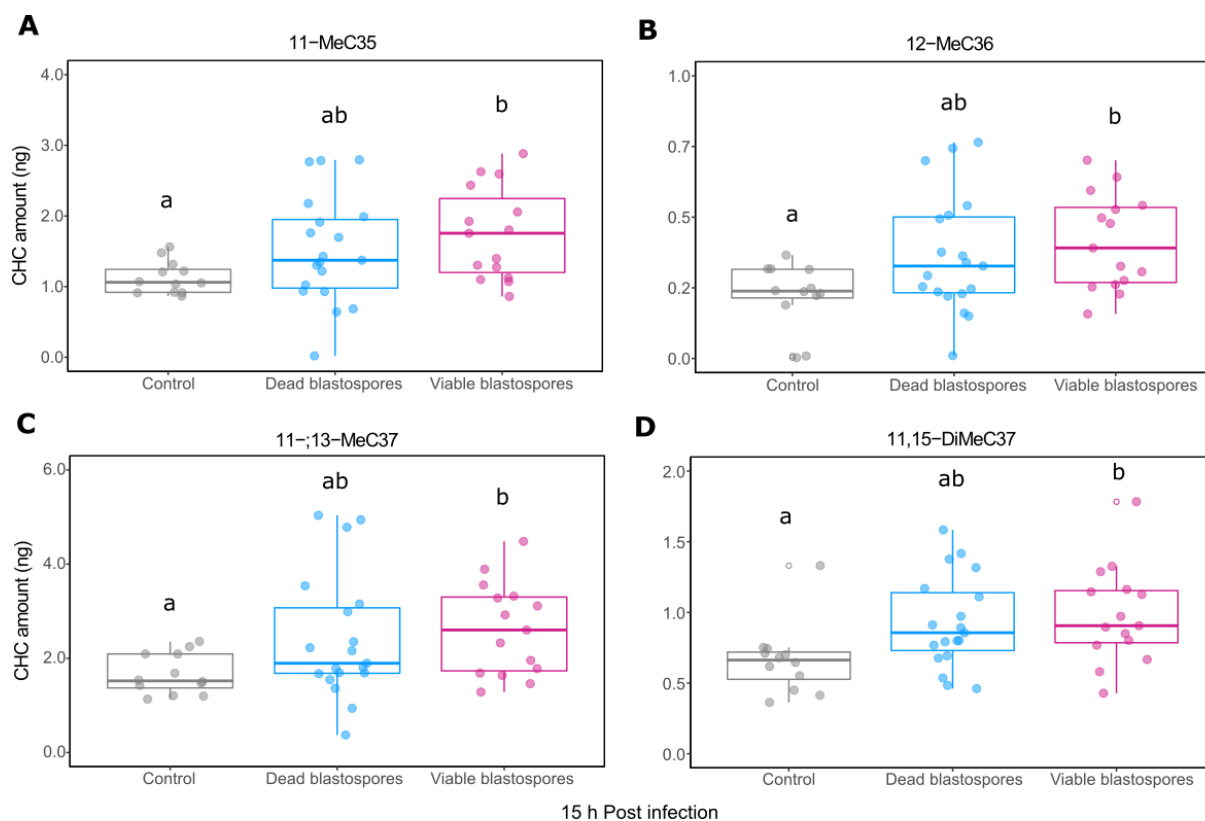 A
11−MeC35
CHC amount (ng)
4.0
3.0
2.0
1.0
0.0
a
ab
b
Control
Dead blastospores
Viable blastospores
B
12−MeC36
1.0
0.7
0.5
0.2
0.0
a
ab
b
Control
Dead blastospores
Viable blastospores
C
11−;13−MeC37
CHC amount (ng)
6.0
4.0
2.0
0.0
a
ab
b
Control
Dead blastospores
Viable blastospores
D
11,15−DiMeC37
2.0
1.5
1.0
0.5
0.0
a
ab
b
Control
Dead blastospores
Viable blastospores
15 h Post infection